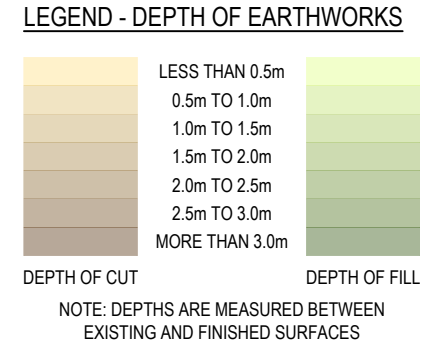 LEGEND - DEPTH OF EARTHWORKS
LESS THAN 0.5m
0.5m TO 1.0m
1.0m TO 1.5m
1.5m TO 2.0m
2.0m TO 2.5m
2.5m TO 3.0m
MORE THAN 3.0m
DEPTH OF CUT
DEPTH OF FILL
NOTE: DEPTHS ARE MEASURED BETWEEN
EXISTING AND FINISHED SURFACES